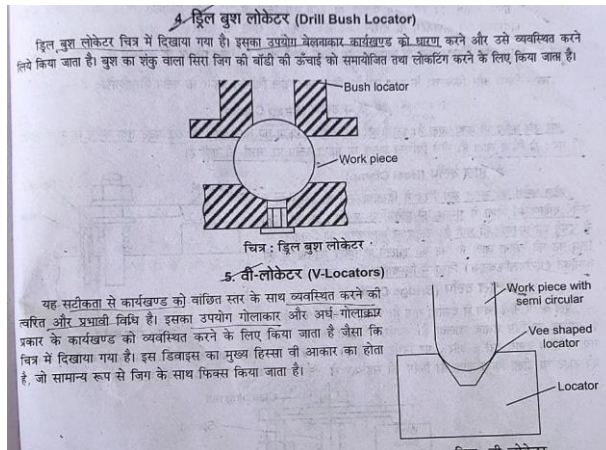 4. ड्रिल बुश लोकेटर (Drill Bush Locator)
ड्रिल बुश लोकेटर चित्र में दिखाया गया है। इसका उपयोग बेलनाकार कार्यखण्ड को धारण करने और उसे व्यवस्थित करने
लिये किया जाता है। बुश का शंकु वाला सिरा जिग की बॉडी की ऊँचाई को समायोजित तथा लोकटिंग करने के लिए किया जाता है।
Bush locator
Work piece
चित्र : ड्रिल बुश लोकेटर
5. वी-लोकेटर (V-Locators)
यह सटीकता से कार्यखण्ड को वांछित स्तर के साथ व्यवस्थित करने की
त्वरित और प्रभावी विधि है। इसका उपयोग गोलाकार और अर्ध-गोलाकार
प्रकार के कार्यखण्ड को व्यवस्थित करने के लिए किया जाता है जैसा कि
चित्र में दिखाया गया है। इस डिवाइस का मुख्य हिस्सा वी आकार का होता
है, जो सामान्य रूप से जिग के साथ फिक्स किया जाता है।
Work piece with
semi circular
Vee shaped
locator
Locator